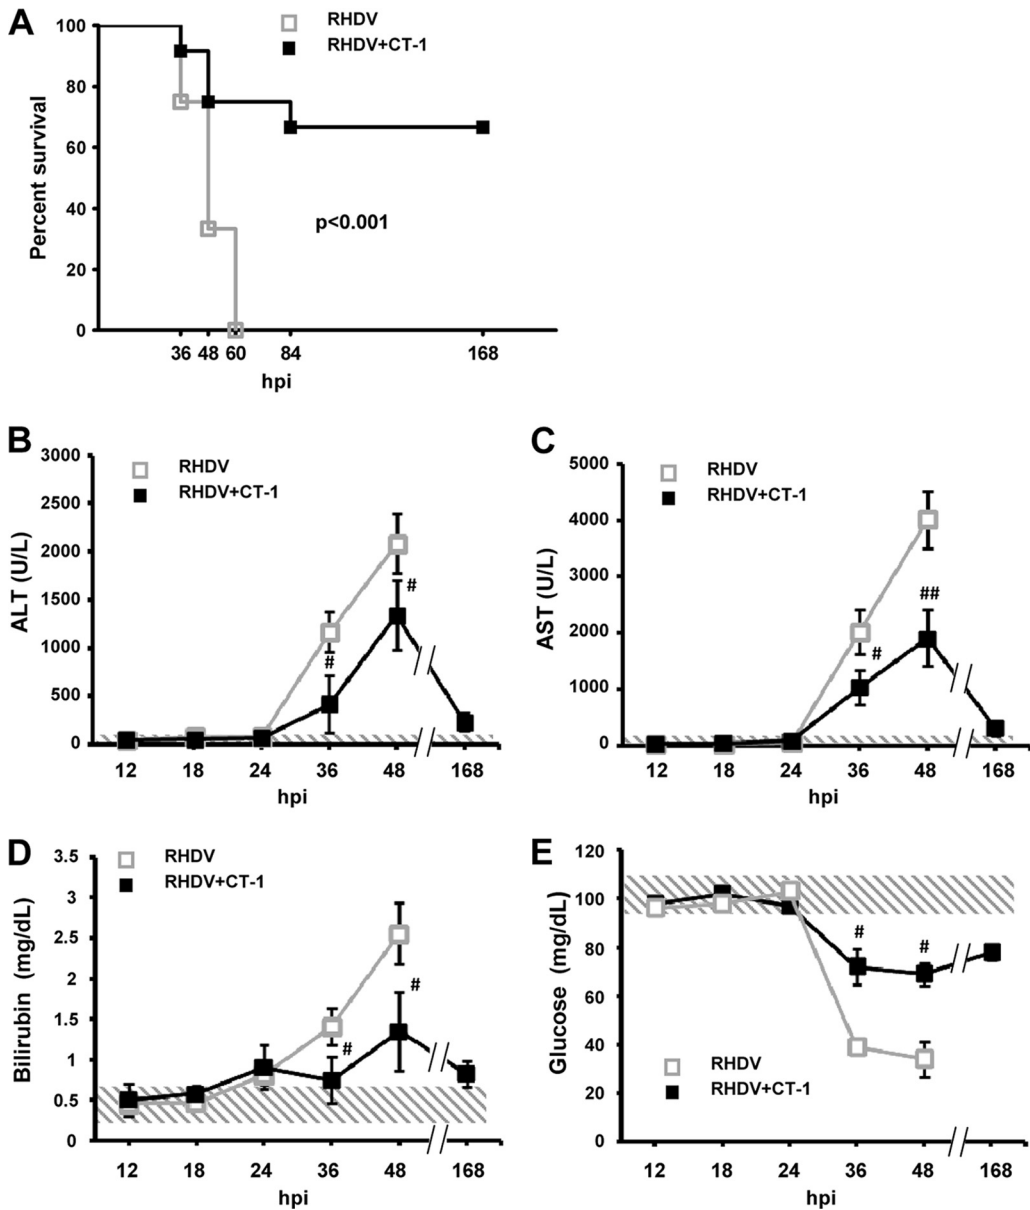 A
RHDV
RHDV+CT-1
Percent survival
100
80
60
40
20
0
p<0.001
36 48 60 84 168
hpi
B
RHDV
RHDV+CT-1
ALT (U/L)
3000
2500
2000
1500
1000
500
0
#
#
12 18 24 36 48 168
hpi
C
RHDV
RHDV+CT-1
AST (U/L)
5000
4000
3000
2000
1000
0
#
##
12 18 24 36 48 168
hpi
D
RHDV
RHDV+CT-1
Bilirubin (mg/dL)
3.5
3
2.5
2
1.5
1
0.5
0
#
#
12 18 24 36 48 168
hpi
E
Glucose (mg/dL)
120
100
80
60
40
20
0
# #
RHDV
RHDV+CT-1
12 18 24 36 48 168
hpi